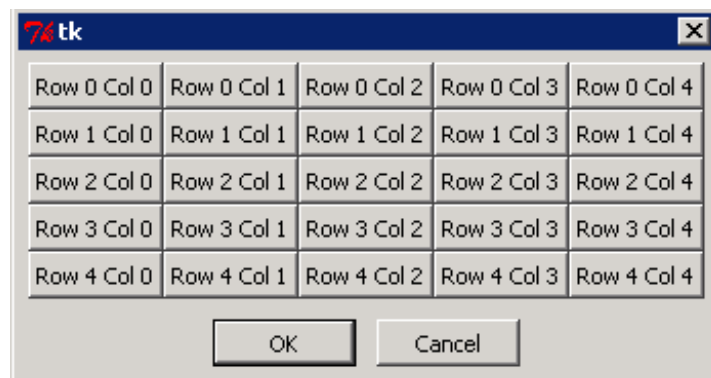 tk
Row 0 Col 0 Row 0 Col 1 Row 0 Col 2 Row 0 Col 3 Row 0 Col 4
Row 1 Col 0 Row 1 Col 1 Row 1 Col 2 Row 1 Col 3 Row 1 Col 4
Row 2 Col 0 Row 2 Col 1 Row 2 Col 2 Row 2 Col 3 Row 2 Col 4
Row 3 Col 0 Row 3 Col 1 Row 3 Col 2 Row 3 Col 3 Row 3 Col 4
Row 4 Col 0 Row 4 Col 1 Row 4 Col 2 Row 4 Col 3 Row 4 Col 4
OK Cancel